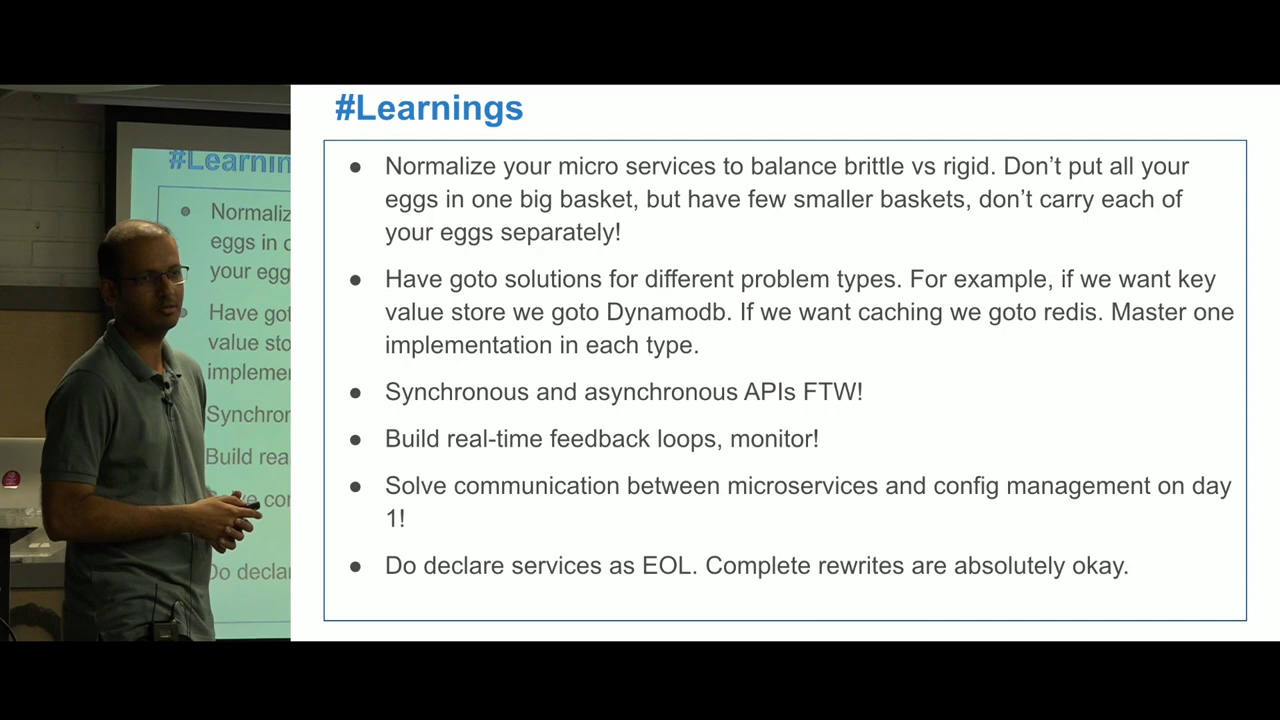 #Learnings
● Normalize your micro services to balance brittle vs rigid. Don’t put all your
eggs in one big basket, but have few smaller baskets, don’t carry each of
your eggs separately!
● Have goto solutions for different problem types. For example, if we want key
value store we goto Dynamodb. If we want caching we goto redis. Master one
implementation in each type.
● Synchronous and asynchronous APIs FTW!
● Build real-time feedback loops, monitor!
● Solve communication between microservices and config management on day
1!
● Do declare services as EOL. Complete rewrites are absolutely okay.
#Learnin
● Normaliz
eggs in o
your egg
Have got
value sto
implemen
Synchron
Build rea
Do declar